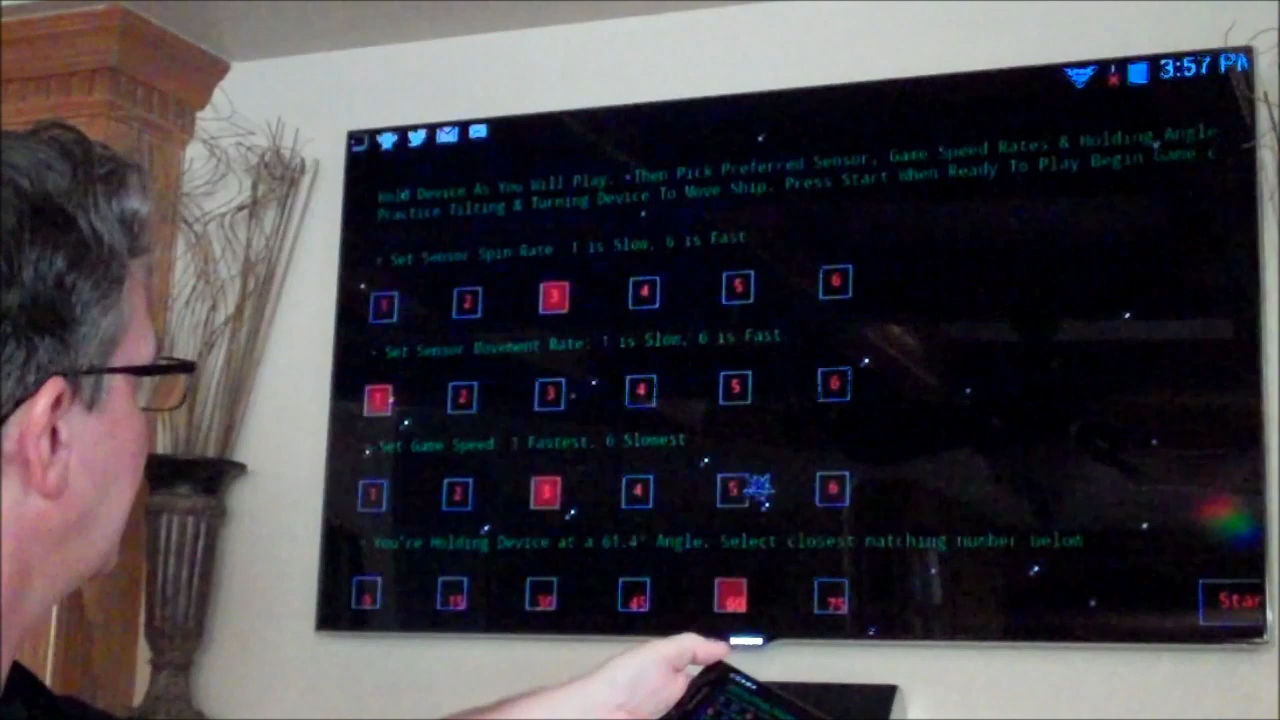 3:57 PM
Hold Device As You Will Play. Then Pick Preferred Sensor, Game Speed Rates & Holding Angle
Practice Tilting & Turning Device To Move Ship. Press Start When Ready To Play Begin Game
Set Sensor Spin Rate 1 is Slow, 6 is Fast
1 2 3 4 5 6
Set Sensor Movement Rate: 1 is Slow, 6 is Fast
1 2 3 4 5 6
Set Game Speed 1 Fastest, 6 Slowest
1 2 3 4 5 6
You're Holding Device at a 61.4° Angle. Select closest matching number below
0 15 30 45 60 75
Star